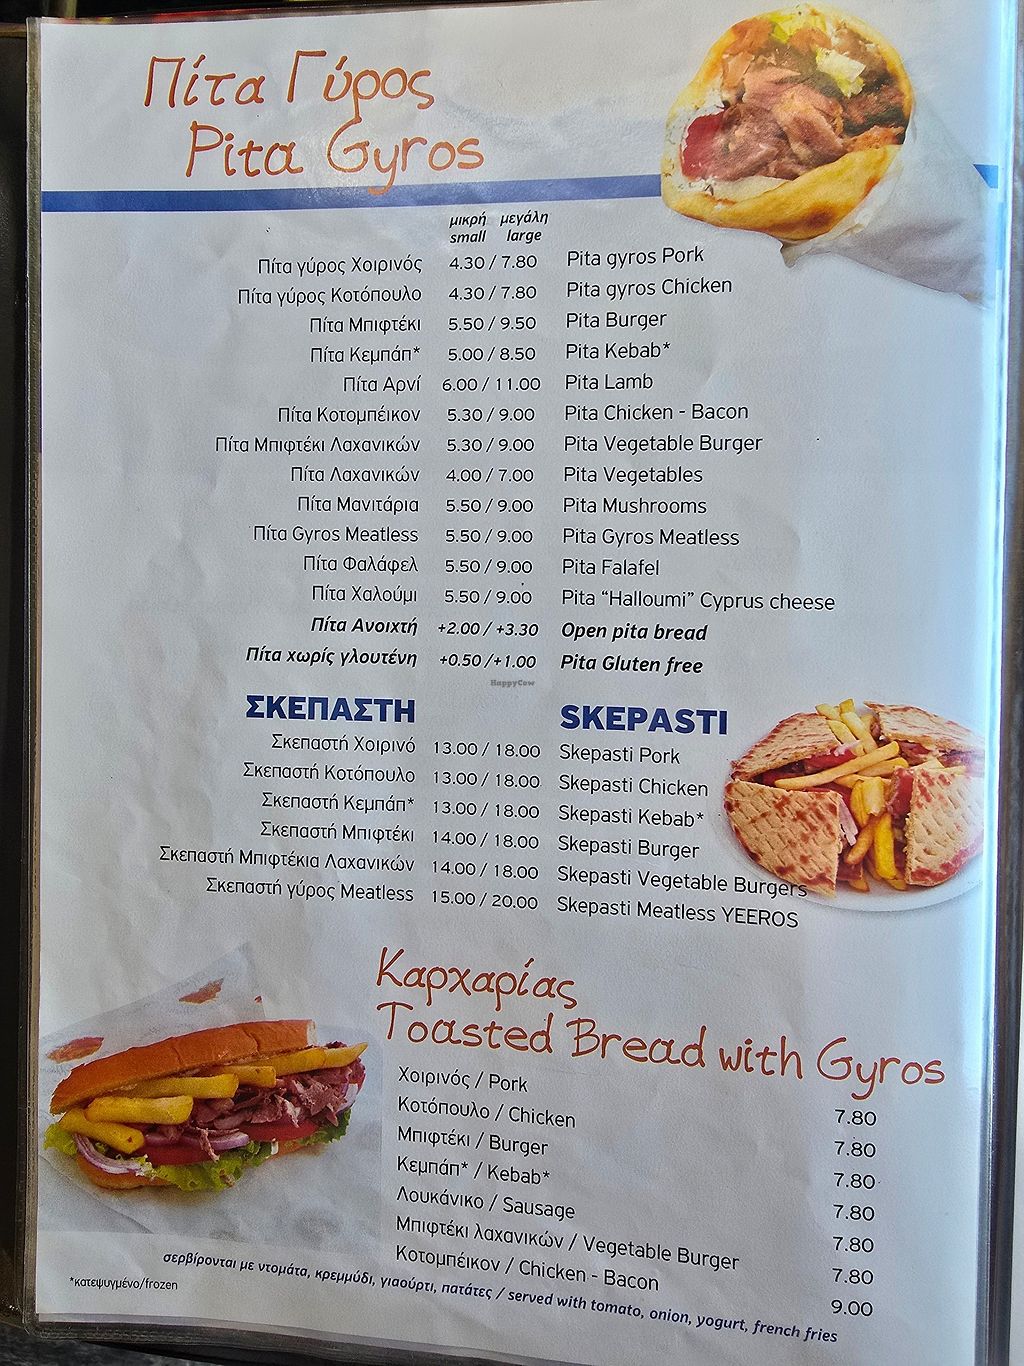 Πίτα Γύρος
Pita Gyros
μικρή μεγάλη
small large
Πίτα γύρος Χοιρινός 4.30 / 7.80 Pita gyros Pork
Πίτα γύρος Κοτόπουλο 4.30 / 7.80 Pita gyros Chicken
Πίτα Μπιφτέκι 5.50 / 9.50 Pita Burger
Πίτα Κεμπάπ* 5.00 / 8.50 Pita Kebab*
Πίτα Αρνί 6.00 / 11.00 Pita Lamb
Πίτα Κοτομπέικον 5.30 / 9.00 Pita Chicken - Bacon
Πίτα Μπιφτέκι Λαχανικών 5.30 / 9.00 Pita Vegetable Burger
Πίτα Λαχανικών 4.00 / 7.00 Pita Vegetables
Πίτα Μανιτάρια 5.50 / 9.00 Pita Mushrooms
Πίτα Gyros Meatless 5.50 / 9.00 Pita Gyros Meatless
Πίτα Φαλάφελ 5.50 / 9.00 Pita Falafel
Πίτα Χαλούμι 5.50 / 9.00 Pita “Halloumi” Cyprus cheese
Πίτα Ανοιχτή +2.00 / +3.30 Open pita bread
Πίτα χωρίς γλουτένη +0.50 /+1.00 Pita Gluten free
HappyCow
ΣΚΕΠΑΣΤΗ SKEPASTI
Σκεπαστή Χοιρινό 13.00 / 18.00 Skepasti Pork
Σκεπαστή Κοτόπουλο 13.00 / 18.00 Skepasti Chicken
Σκεπαστή Κεμπάπ* 13.00 / 18.00 Skepasti Kebab*
Σκεπαστή Μπιφτέκι 14.00 / 18.00 Skepasti Burger
Σκεπαστή Μπιφτέκια Λαχανικών 14.00 / 18.00 Skepasti Vegetable Burgers
Σκεπαστή γύρος Meatless 15.00 / 20.00 Skepasti Meatless YEEROS
Καρχαρίας
Toasted Bread with Gyros
Χοιρινός / Pork 7.80
Κοτόπουλο / Chicken 7.80
Μπιφτέκι / Burger 7.80
Κεμπάπ* / Kebab* 7.80
Λουκάνικο / Sausage 7.80
Μπιφτέκι λαχανικών / Vegetable Burger 7.80
Κοτομπέικον / Chicken - Bacon 9.00
σερβίρονται με ντομάτα, κρεμμύδι, γιαούρτι, πατάτες / served with tomato, onion, yogurt, french fries
*κατεψυγμένο/frozen